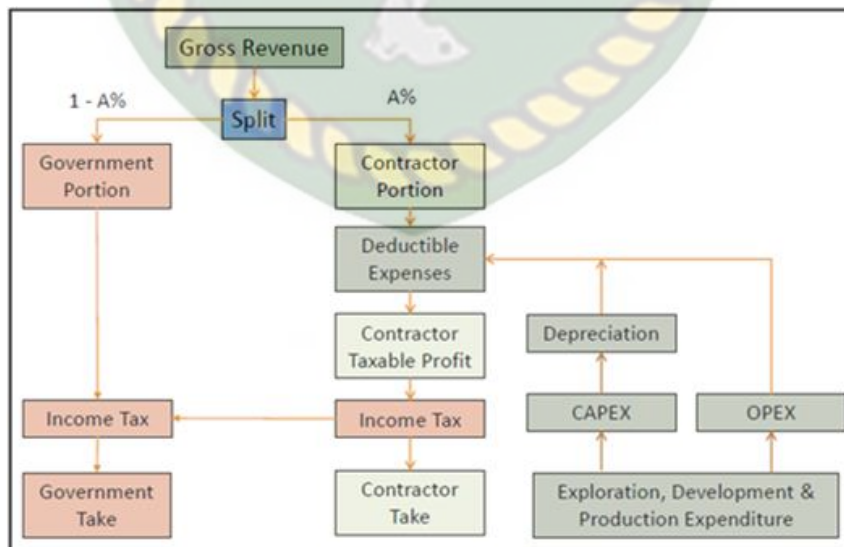 Gross Revenue
1 - A%
A%
Split
Government
Portion
Contractor
Portion
Deductible
Expenses
Contractor
Taxable Profit
Depreciation
Income Tax
Income Tax
CAPEX
OPEX
Government
Take
Contractor
Take
Exploration, Development &
Production Expenditure